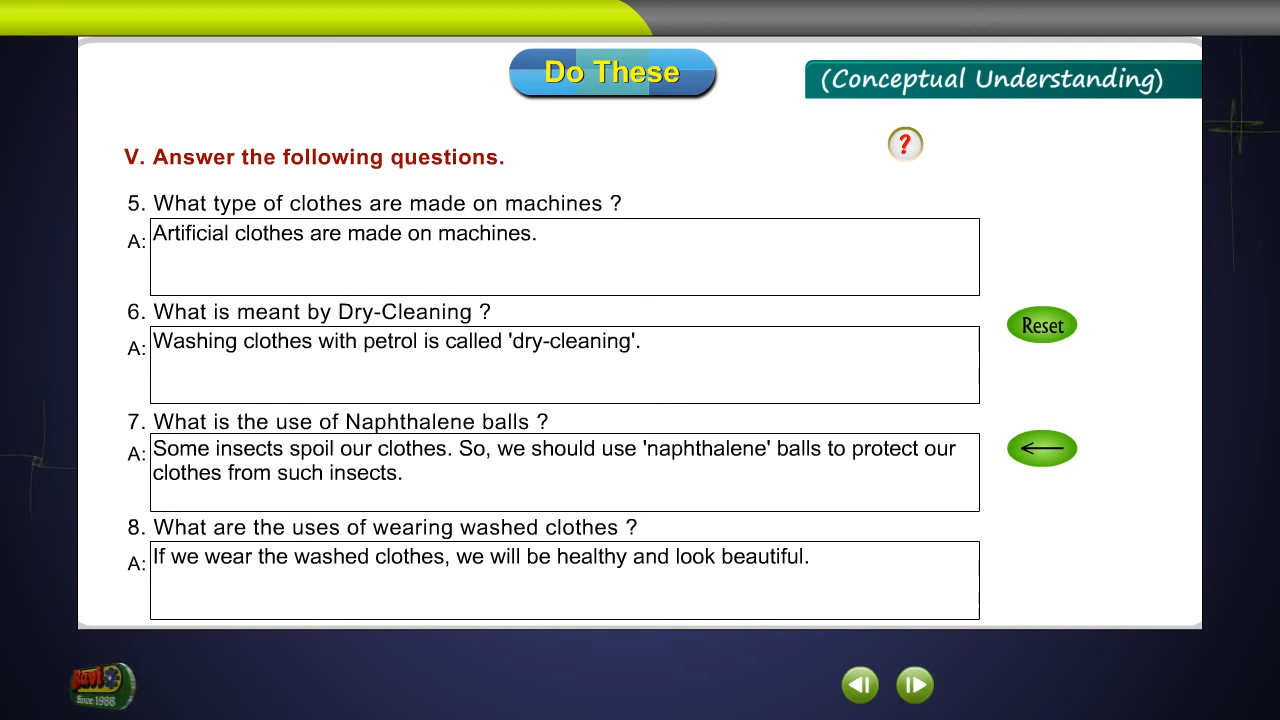 Do These
(Conceptual Understanding)
?
V. Answer the following questions.
5. What type of clothes are made on machines ?
A: Artificial clothes are made on machines.
6. What is meant by Dry-Cleaning ?
Reset
A: Washing clothes with petrol is called 'dry-cleaning'.
7. What is the use of Naphthalene balls ?
A: Some insects spoil our clothes. So, we should use 'naphthalene' balls to protect our
clothes from such insects.
8. What are the uses of wearing washed clothes ?
A: If we wear the washed clothes, we will be healthy and look beautiful.
Ravi
Since 1988